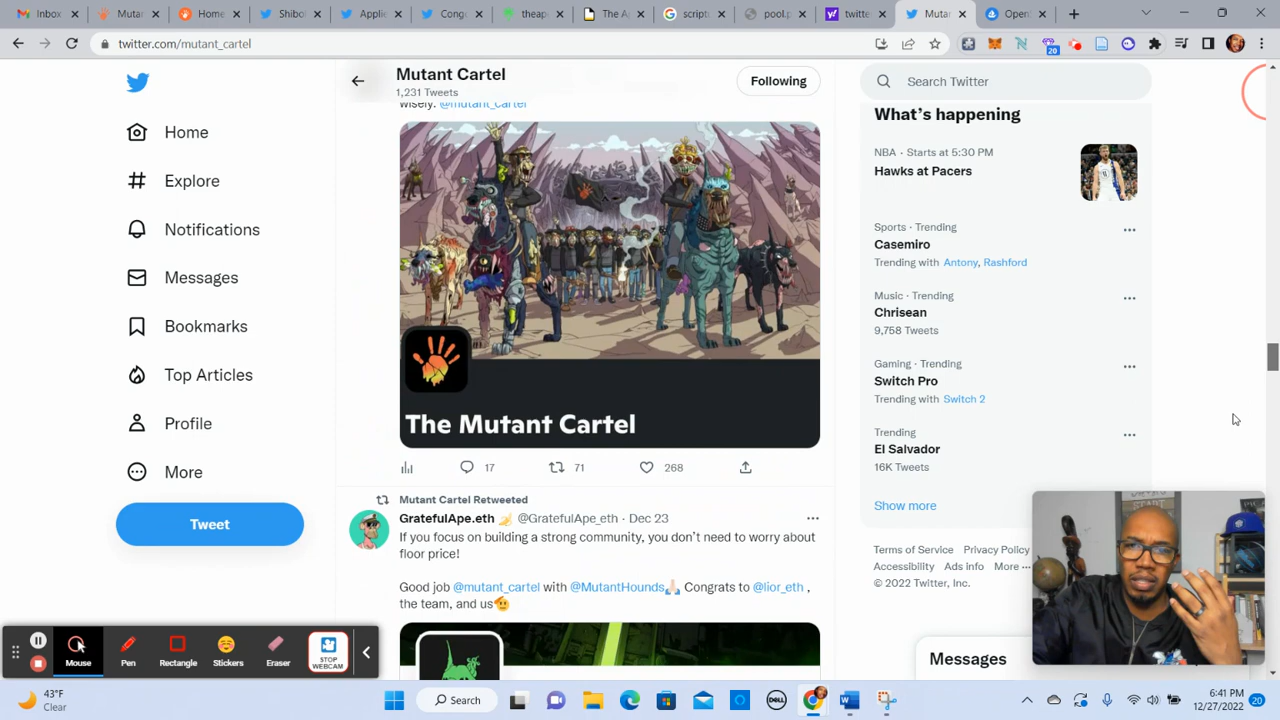 Inbox
Mutar
Home
Shibo
Applie
Cong
theap
The A
script
pool.p
twitter
Mutar
Open
twitter.com/mutant_cartel
20
Mutant Cartel
1,231 Tweets
Following
Search Twitter
Home
Explore
Notifications
Messages
Bookmarks
Top Articles
Profile
More
Tweet
wisely. @mutant_cartel
The Mutant Cartel
17
71
268
Mutant Cartel Retweeted
GratefulApe.eth @GratefulApe_eth · Dec 23
If you focus on building a strong community, you don't need to worry about
floor price!
Good job @mutant_cartel with @MutantHounds Congrats to @lior_eth ,
the team, and us
What's happening
NBA · Starts at 5:30 PM
Hawks at Pacers
Sports · Trending
Casemiro
Trending with Antony, Rashford
Music · Trending
Chrisean
9,758 Tweets
Gaming · Trending
Switch Pro
Trending with Switch 2
Trending
El Salvador
16K Tweets
Show more
Terms of Service Privacy Policy
Accessibility Ads info More ···
© 2022 Twitter, Inc.
Messages
Mouse
Pen
Rectangle
Stickers
Eraser
STOP
WEBCAM
43°F
Clear
Search
DELL
6:41 PM
12/27/2022
20